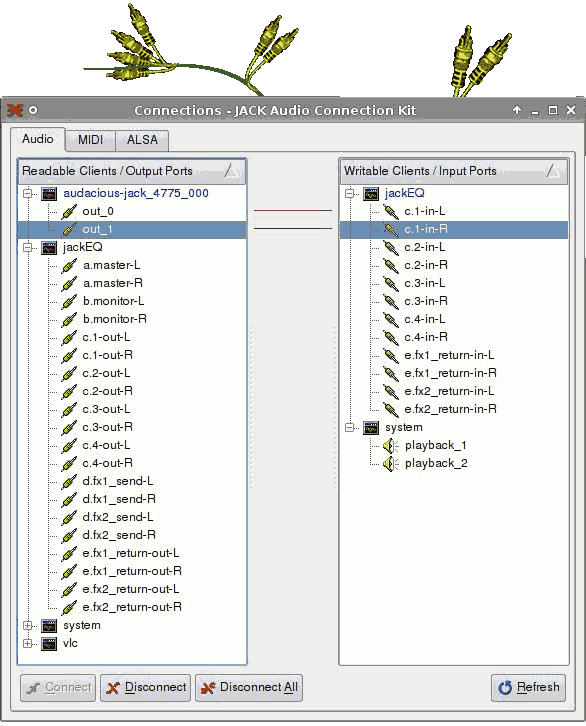 Connections - JACK Audio Connection Kit
Audio
MIDI
ALSA
Readable Clients / Output Ports
audacious-jack_4775_000
out_0
out_1
jackEQ
a.master-L
a.master-R
b.monitor-L
b.monitor-R
c.1-out-L
c.1-out-R
c.2-out-L
c.2-out-R
c.3-out-L
c.3-out-R
c.4-out-L
c.4-out-R
d.fx1_send-L
d.fx1_send-R
d.fx2_send-L
d.fx2_send-R
e.fx1_return-out-L
e.fx1_return-out-R
e.fx2_return-out-L
e.fx2_return-out-R
system
vlc
Writable Clients / Input Ports
jackEQ
c.1-in-L
c.1-in-R
c.2-in-L
c.2-in-R
c.3-in-L
c.3-in-R
c.4-in-L
c.4-in-R
e.fx1_return-in-L
e.fx1_return-in-R
e.fx2_return-in-L
e.fx2_return-in-R
system
playback_1
playback_2
Connect
Disconnect
Disconnect All
Refresh